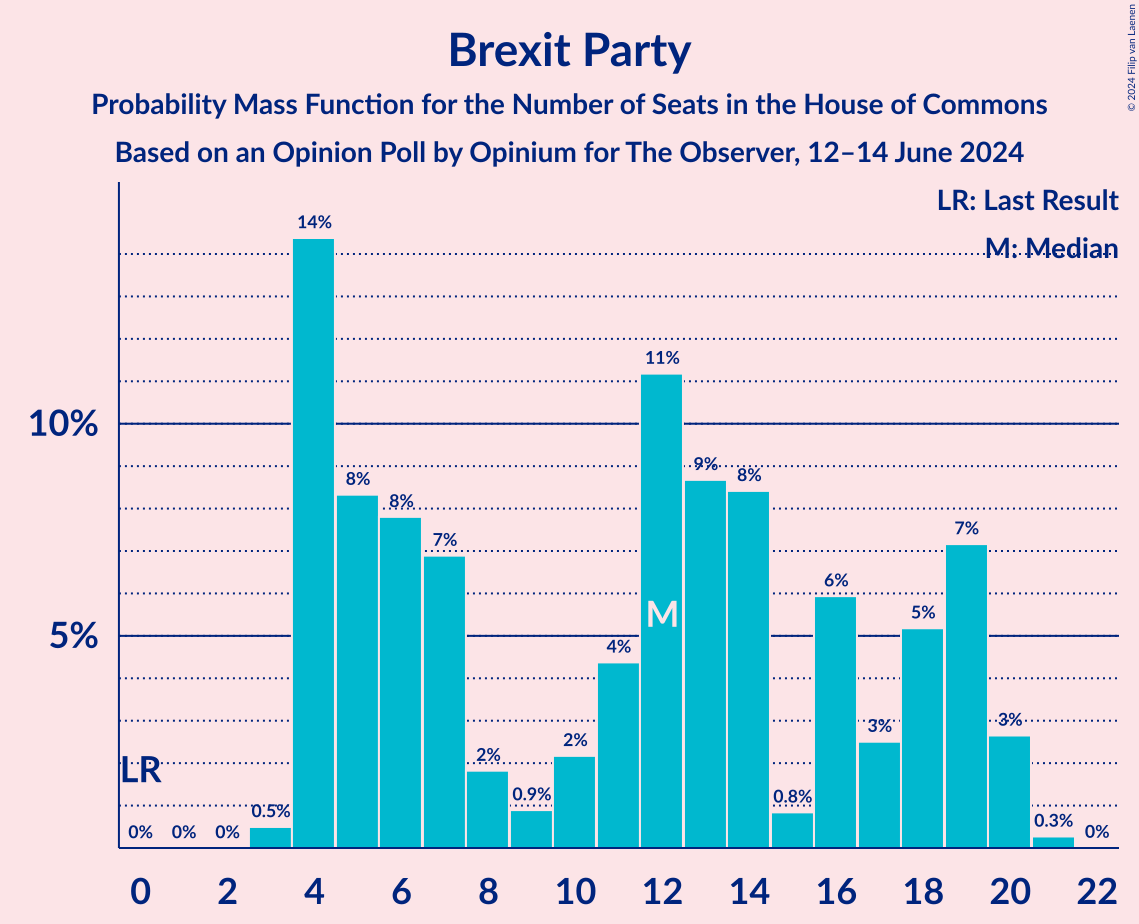 © 2024 Filip van Laenen
Brexit Party
Probability Mass Function for the Number of Seats in the House of Commons
Based on an Opinion Poll by Opinium for The Observer, 12–14 June 2024
LR: Last Result
M: Median
14%
11%
10%
9%
8%
8%
8%
7%
7%
6%
M
5%
5%
4%
3%
3%
2%
2%
LR
0.9%
0.8%
0.5%
0.3%
0% 0% 0% 0%
0 2 4 6 8 10 12 14 16 18 20 22